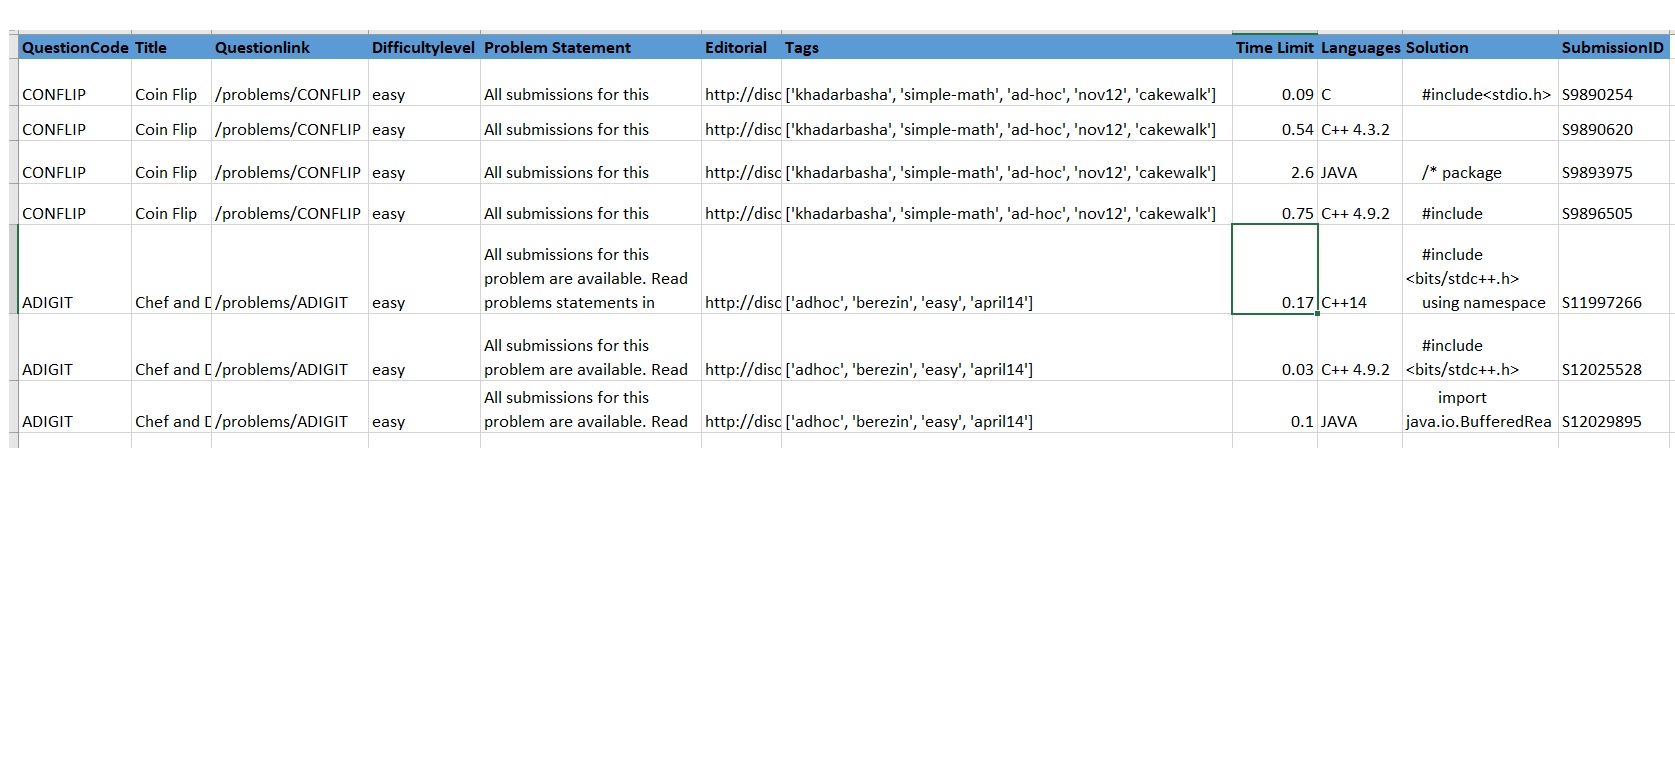 QuestionCode Title Questionlink Difficultylevel Problem Statement Editorial Tags Time Limit Languages Solution SubmissionID
CONFLIP Coin Flip /problems/CONFLIP easy All submissions for this http://disc ['khadarbasha', 'simple-math', 'ad-hoc', 'nov12', 'cakewalk'] 0.09 C #include<stdio.h> S9890254
CONFLIP Coin Flip /problems/CONFLIP easy All submissions for this http://disc ['khadarbasha', 'simple-math', 'ad-hoc', 'nov12', 'cakewalk'] 0.54 C++ 4.3.2 S9890620
CONFLIP Coin Flip /problems/CONFLIP easy All submissions for this http://disc ['khadarbasha', 'simple-math', 'ad-hoc', 'nov12', 'cakewalk'] 2.6 JAVA /* package S9893975
CONFLIP Coin Flip /problems/CONFLIP easy All submissions for this http://disc ['khadarbasha', 'simple-math', 'ad-hoc', 'nov12', 'cakewalk'] 0.75 C++ 4.9.2 #include S9896505
All submissions for this #include
problem are available. Read <bits/stdc++.h>
ADIGIT Chef and /problems/ADIGIT easy problems statements in http://disc ['adhoc', 'berezin', 'easy', 'april14'] 0.17 C++14 using namespace S11997266
All submissions for this #include
ADIGIT Chef and /problems/ADIGIT easy problem are available. Read http://disc ['adhoc', 'berezin', 'easy', 'april14'] 0.03 C++ 4.9.2 <bits/stdc++.h> S12025528
All submissions for this import
ADIGIT Chef and /problems/ADIGIT easy problem are available. Read http://disc ['adhoc', 'berezin', 'easy', 'april14'] 0.1 JAVA java.io.BufferedRea S12029895